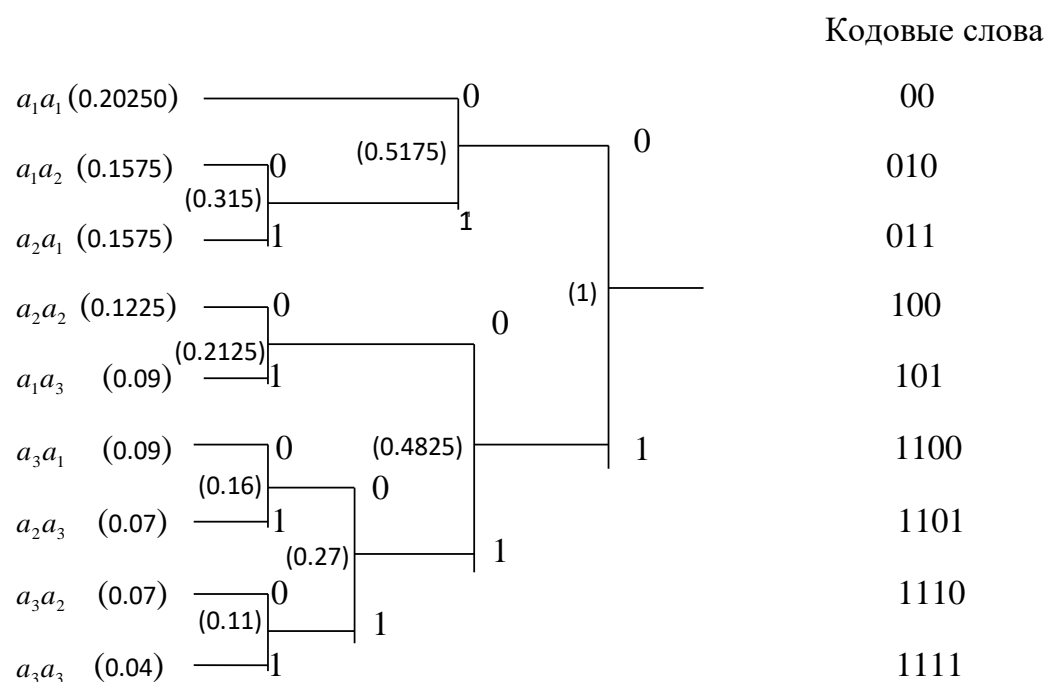 Кодовые слова
a₁a₁ (0.20250) 0 00
(0.5175) 0
a₁a₂ (0.1575) 0 010
(0.315)
1
a₂a₁ (0.1575) 1 011
(1)
a₂a₂ (0.1225) 0 100
0
(0.2125)
a₁a₃ (0.09) 1 101
a₃a₁ (0.09) 0 (0.4825) 1 1100
(0.16) 0
a₂a₃ (0.07) 1 1101
(0.27) 1
a₃a₂ (0.07) 0 1110
(0.11) 1
a₃a₃ (0.04) 1 1111